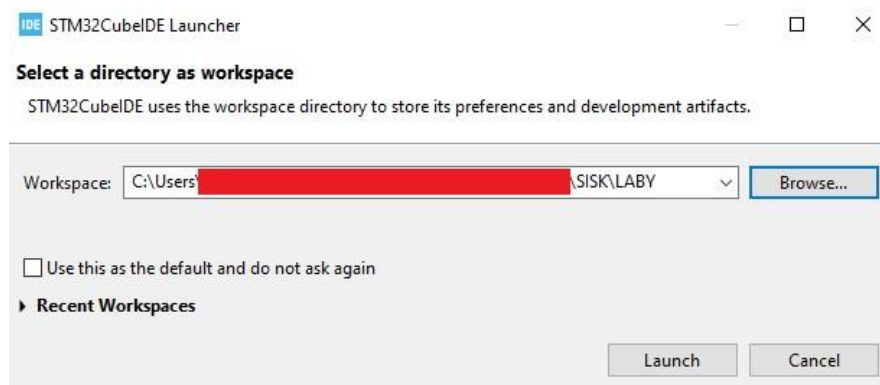 IDE STM32CubeIDE Launcher
Select a directory as workspace
STM32CubeIDE uses the workspace directory to store its preferences and development artifacts.
Workspace: C:\Users\ \SISK\LABY Browse...
Use this as the default and do not ask again
Recent Workspaces
Launch Cancel